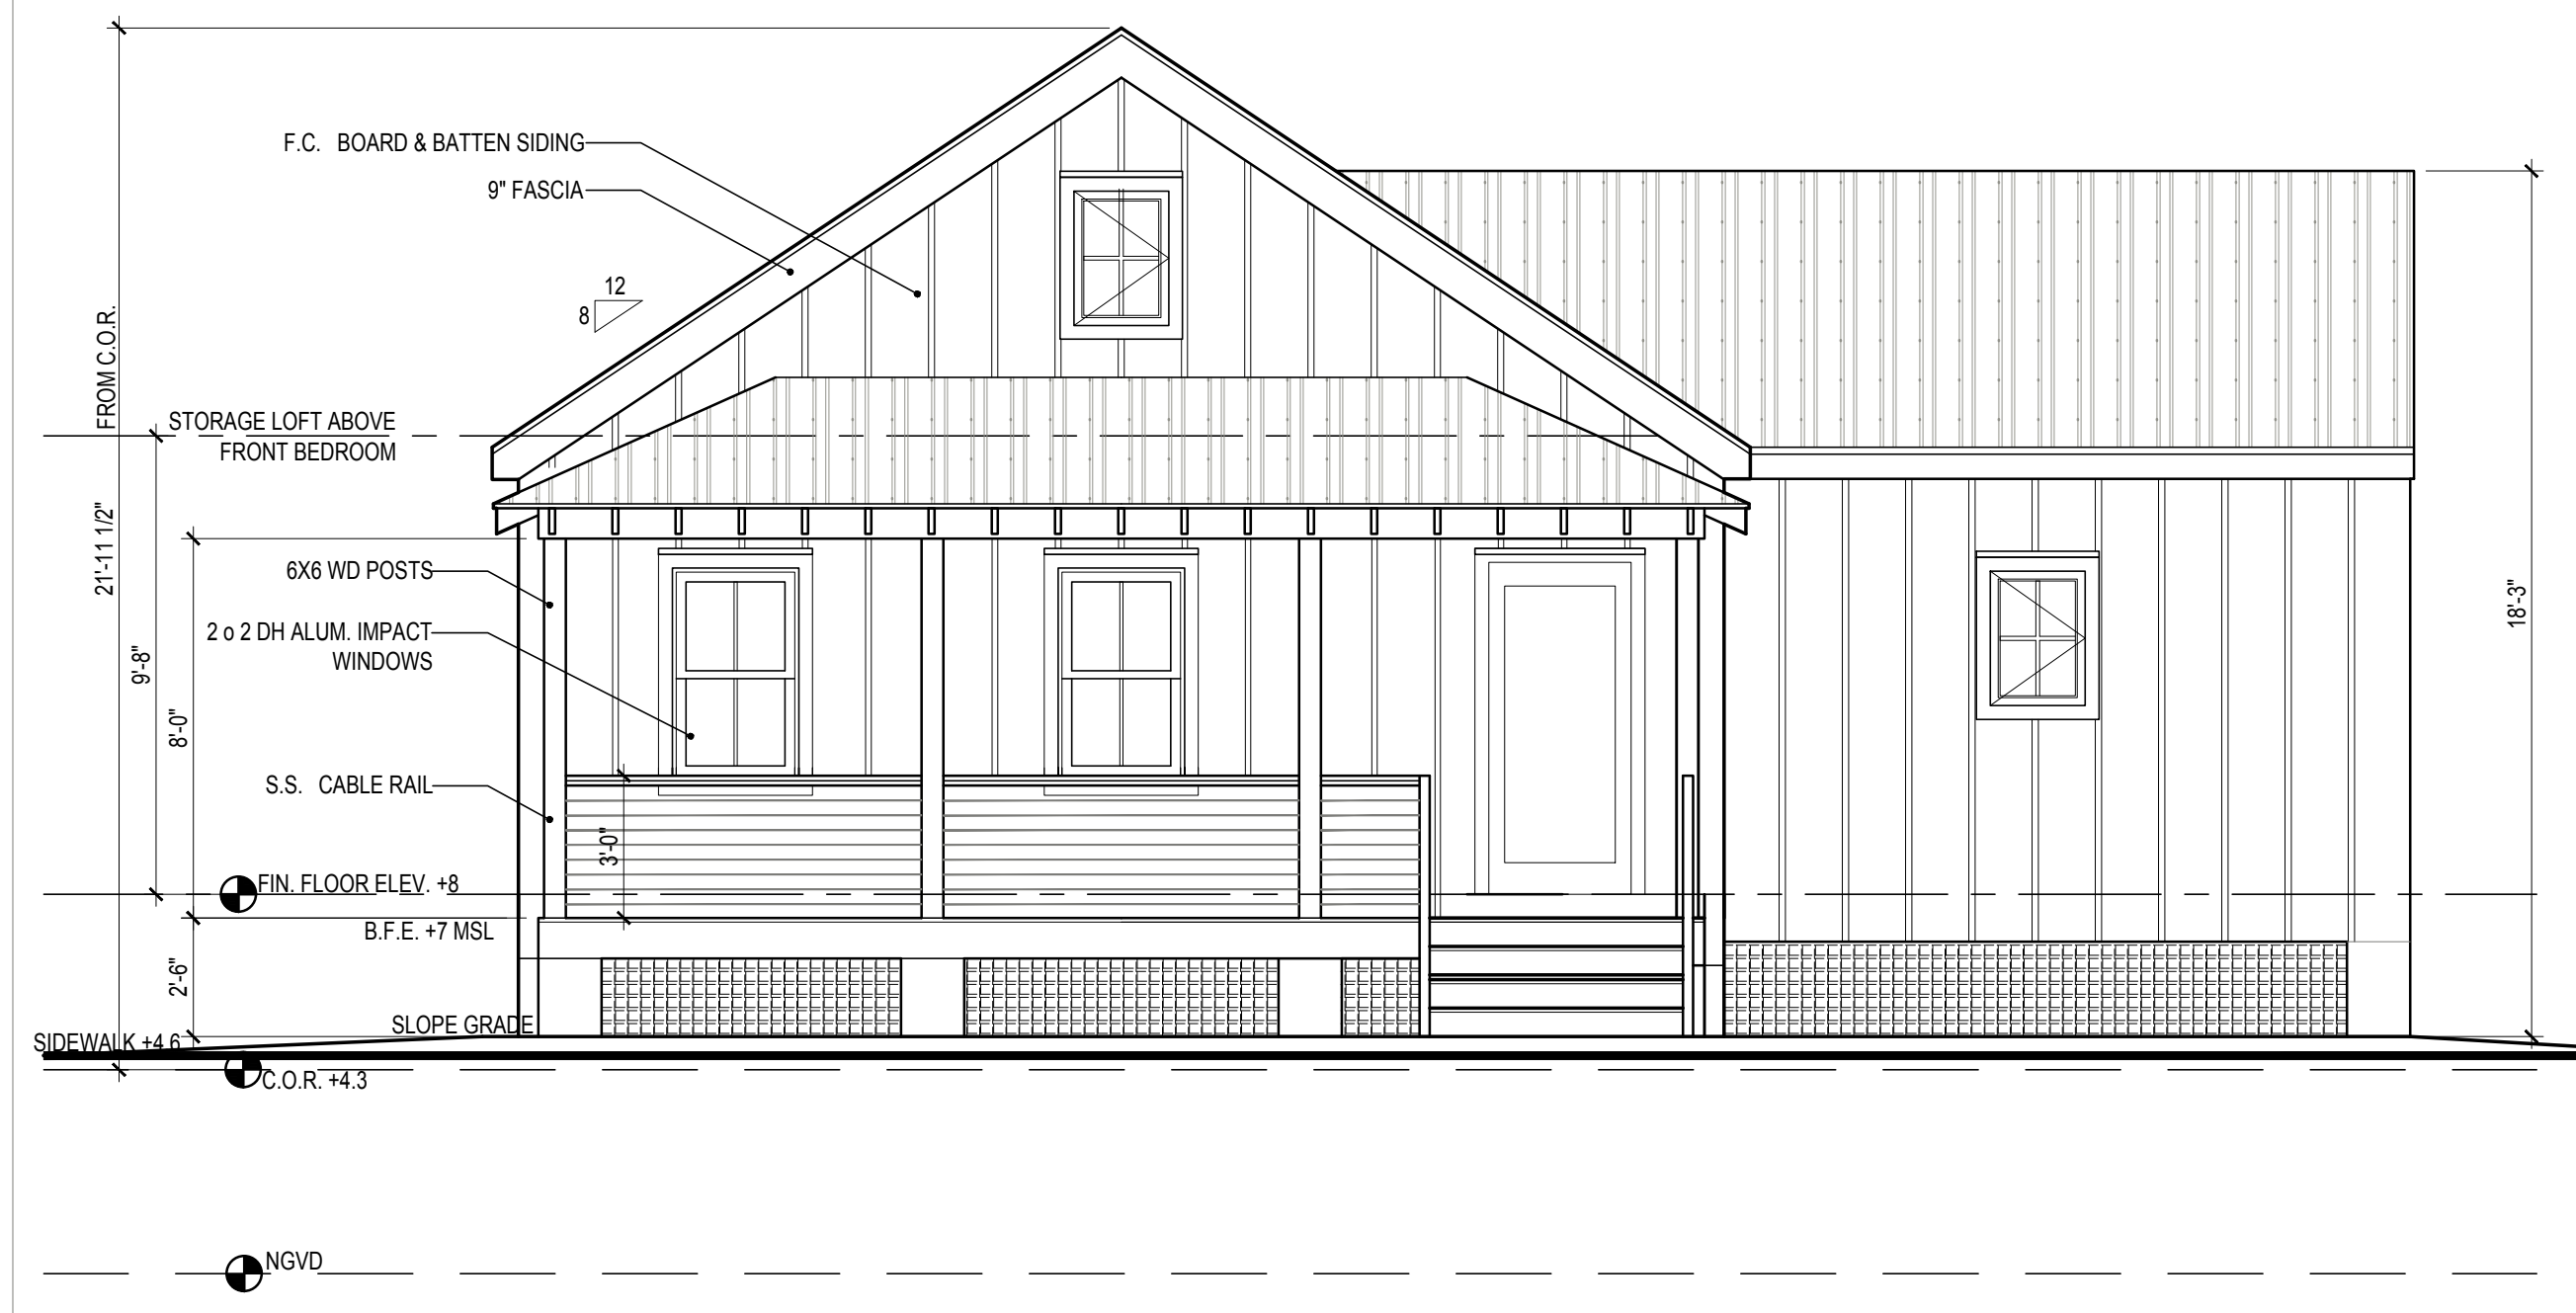 F.C. BOARD & BATTEN SIDING
9" FASCIA
12
8
FROM C.O.R.
21'-11 1/2"
STORAGE LOFT ABOVE
FRONT BEDROOM
6X6 WD POSTS
2 o 2 DH ALUM. IMPACT
WINDOWS
9'-8"
8'-0"
18'-3"
S.S. CABLE RAIL
3'-0"
FIN. FLOOR ELEV. +8
B.F.E. +7 MSL
2'-6"
SLOPE GRADE
SIDEWALK +4.6
C.O.R. +4.3
NGVD